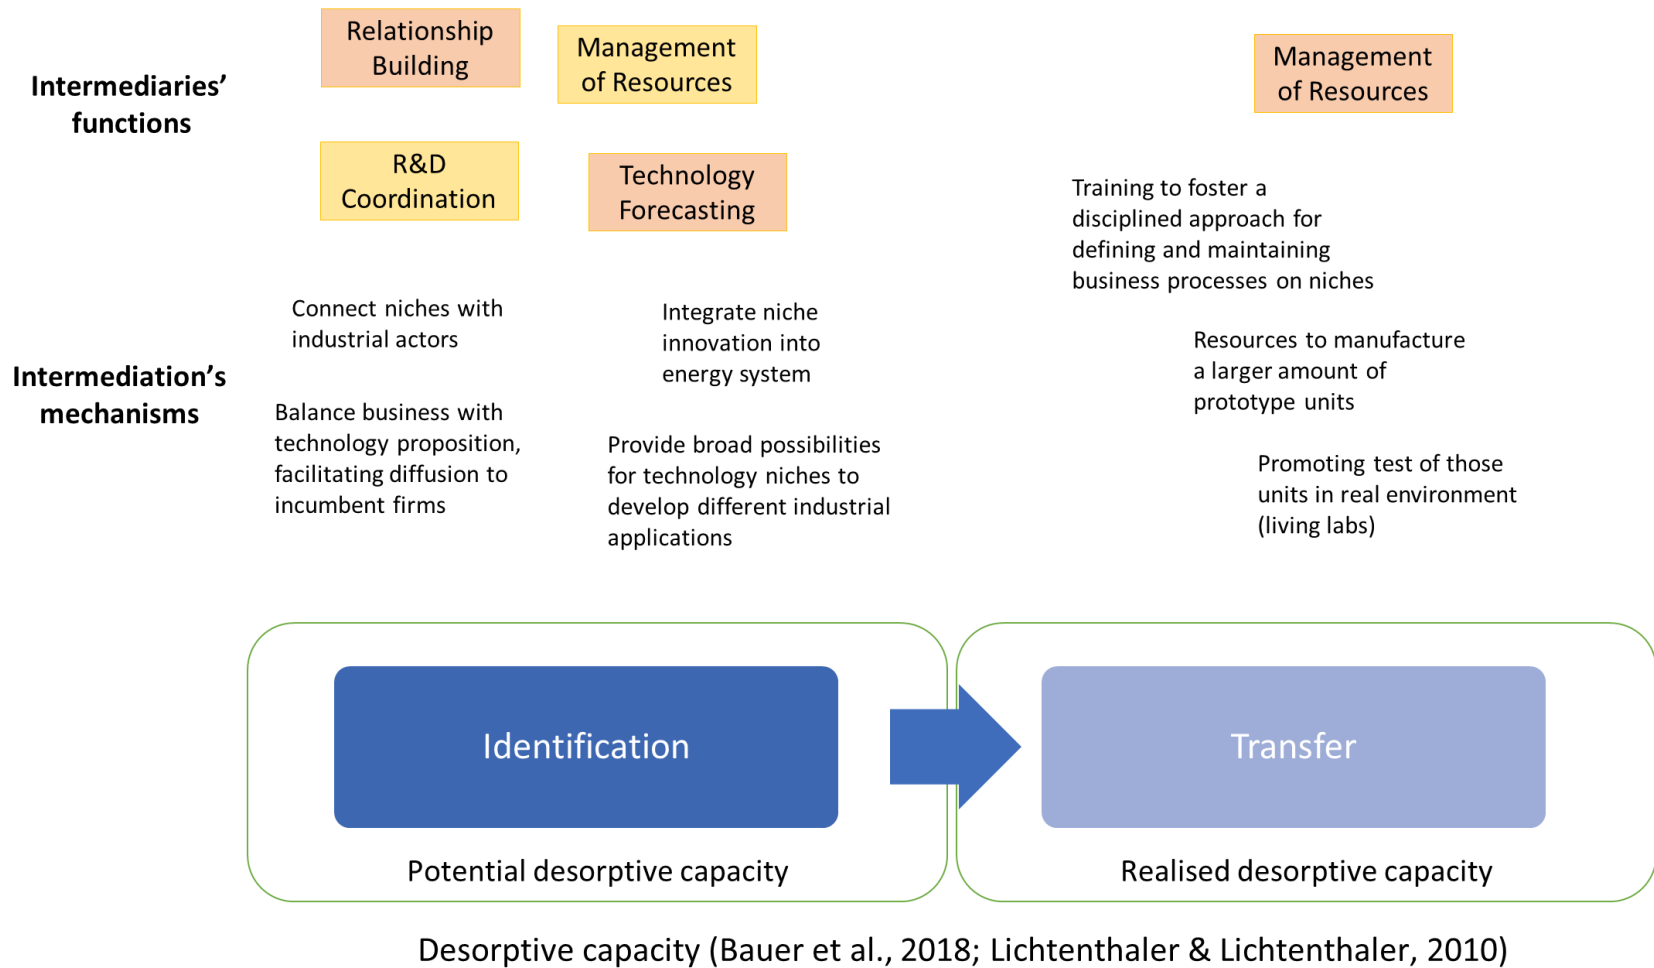 Relationship
Building
Management
of Resources
Management
of Resources
Intermediaries’
functions
R&D
Coordination
Technology
Forecasting
Training to foster a
disciplined approach for
defining and maintaining
business processes on niches
Connect niches with
industrial actors
Integrate niche
innovation into
energy system
Resources to manufacture
a larger amount of
prototype units
Intermediation’s
mechanisms
Balance business with
technology proposition,
facilitating diffusion to
incumbent firms
Provide broad possibilities
for technology niches to
develop different industrial
applications
Promoting test of those
units in real environment
(living labs)
Identification
Transfer
Potential desorptive capacity
Realised desorptive capacity
Desorptive capacity (Bauer et al., 2018; Lichtenthaler & Lichtenthaler, 2010)